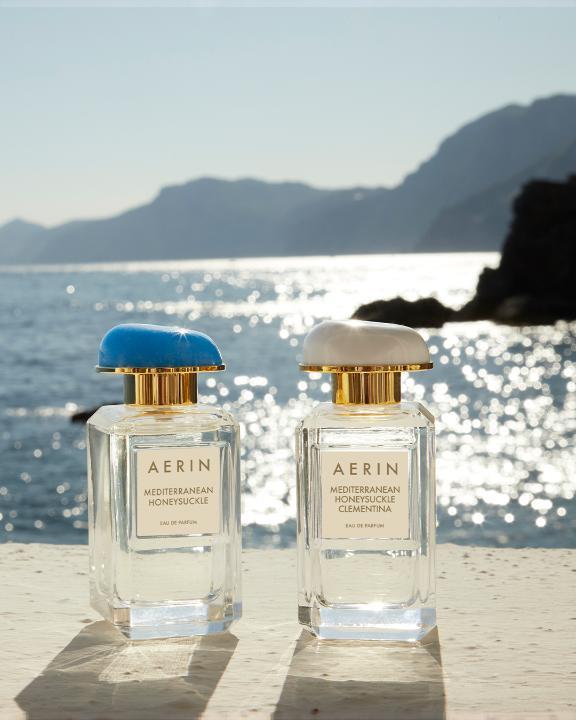 AERIN
MEDITERRANEAN
HONEYSUCKLE
EAU DE PARFUM
AERIN
MEDITERRANEAN
HONEYSUCKLE
CLEMENTINA
EAU DE PARFUM